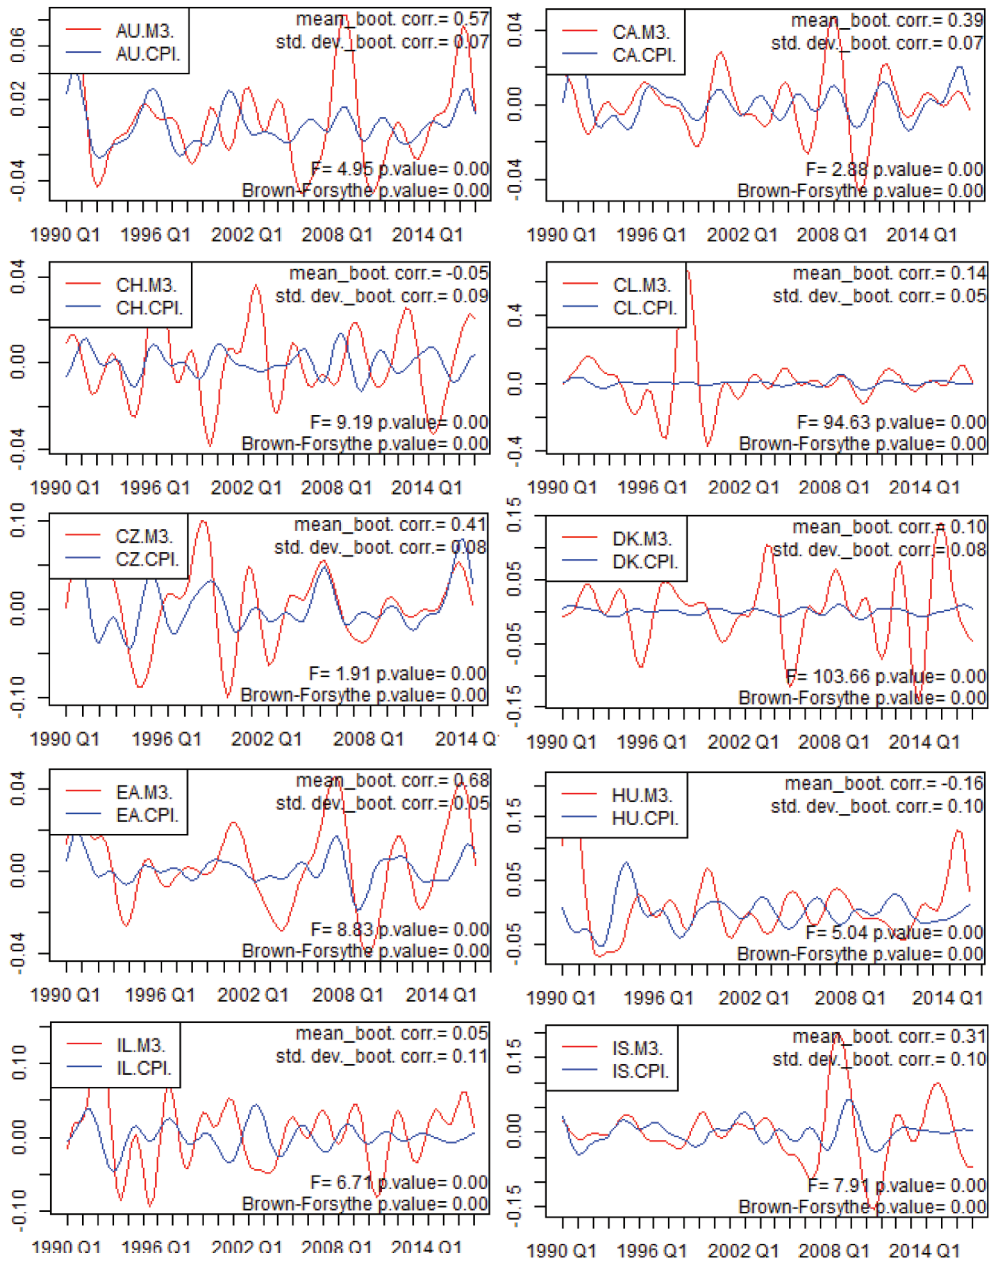 AU.M3.
AU.CPI.
mean_boot. corr.= 0.57
std. dev._boot. corr.= 0.07
0.06
0.02
-0.04
F= 4.95 p.value= 0.00
Brown-Forsythe p.value= 0.00
1990 Q1 1996 Q1 2002 Q1 2008 Q1 2014 Q1
CA.M3.
CA.CPI.
mean_boot. corr.= 0.39
std. dev._boot. corr.= 0.07
0.04
0.00
-0.04
F= 2.88 p.value= 0.00
Brown-Forsythe p.value= 0.00
1990 Q1 1996 Q1 2002 Q1 2008 Q1 2014 Q1
CH.M3.
CH.CPI.
mean_boot. corr.= -0.05
std. dev._boot. corr.= 0.09
0.04
0.00
-0.04
F= 9.19 p.value= 0.00
Brown-Forsythe p.value= 0.00
1990 Q1 1996 Q1 2002 Q1 2008 Q1 2014 Q1
CL.M3.
CL.CPI.
mean_boot. corr.= 0.14
std. dev._boot. corr.= 0.05
0.4
0.0
-0.4
F= 94.63 p.value= 0.00
Brown-Forsythe p.value= 0.00
1990 Q1 1996 Q1 2002 Q1 2008 Q1 2014 Q1
CZ.M3.
CZ.CPI.
mean_boot. corr.= 0.41
std. dev._boot. corr.= 0.08
0.10
0.00
-0.10
F= 1.91 p.value= 0.00
Brown-Forsythe p.value= 0.00
1990 Q1 1996 Q1 2002 Q1 2008 Q1 2014 Q1
DK.M3.
DK.CPI.
mean_boot. corr.= 0.10
std. dev._boot. corr.= 0.08
0.15
0.05
-0.05
-0.15
F= 103.66 p.value= 0.00
Brown-Forsythe p.value= 0.00
1990 Q1 1996 Q1 2002 Q1 2008 Q1 2014 Q1
EA.M3.
EA.CPI.
mean_boot. corr.= 0.68
std. dev._boot. corr.= 0.05
0.04
0.00
-0.04
F= 8.83 p.value= 0.00
Brown-Forsythe p.value= 0.00
1990 Q1 1996 Q1 2002 Q1 2008 Q1 2014 Q1
HU.M3.
HU.CPI.
mean_boot. corr.= -0.16
std. dev._boot. corr.= 0.10
0.15
0.05
-0.05
F= 5.04 p.value= 0.00
Brown-Forsythe p.value= 0.00
1990 Q1 1996 Q1 2002 Q1 2008 Q1 2014 Q1
IL.M3.
IL.CPI.
mean_boot. corr.= 0.05
std. dev._boot. corr.= 0.11
0.10
0.00
-0.10
F= 6.71 p.value= 0.00
Brown-Forsythe p.value= 0.00
1990 Q1 1996 Q1 2002 Q1 2008 Q1 2014 Q1
IS.M3.
IS.CPI.
mean_boot. corr.= 0.31
std. dev._boot. corr.= 0.10
0.15
0.00
-0.15
F= 7.91 p.value= 0.00
Brown-Forsythe p.value= 0.00
1990 Q1 1996 Q1 2002 Q1 2008 Q1 2014 Q1